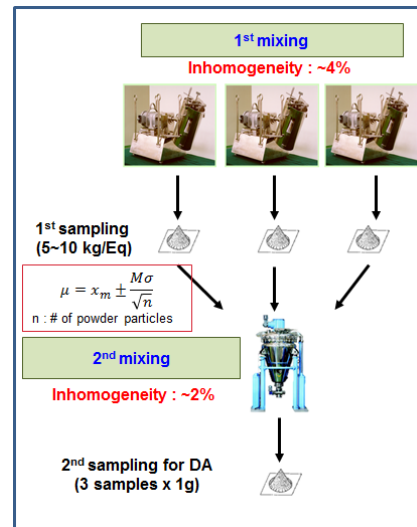 1st mixing
Inhomogeneity : ~4%
1st sampling
(5~10 kg/Eq)
μ = xₘ ± Mσ/√n
n : # of powder particles
2nd mixing
Inhomogeneity : ~2%
2nd sampling for DA
(3 samples x 1g)